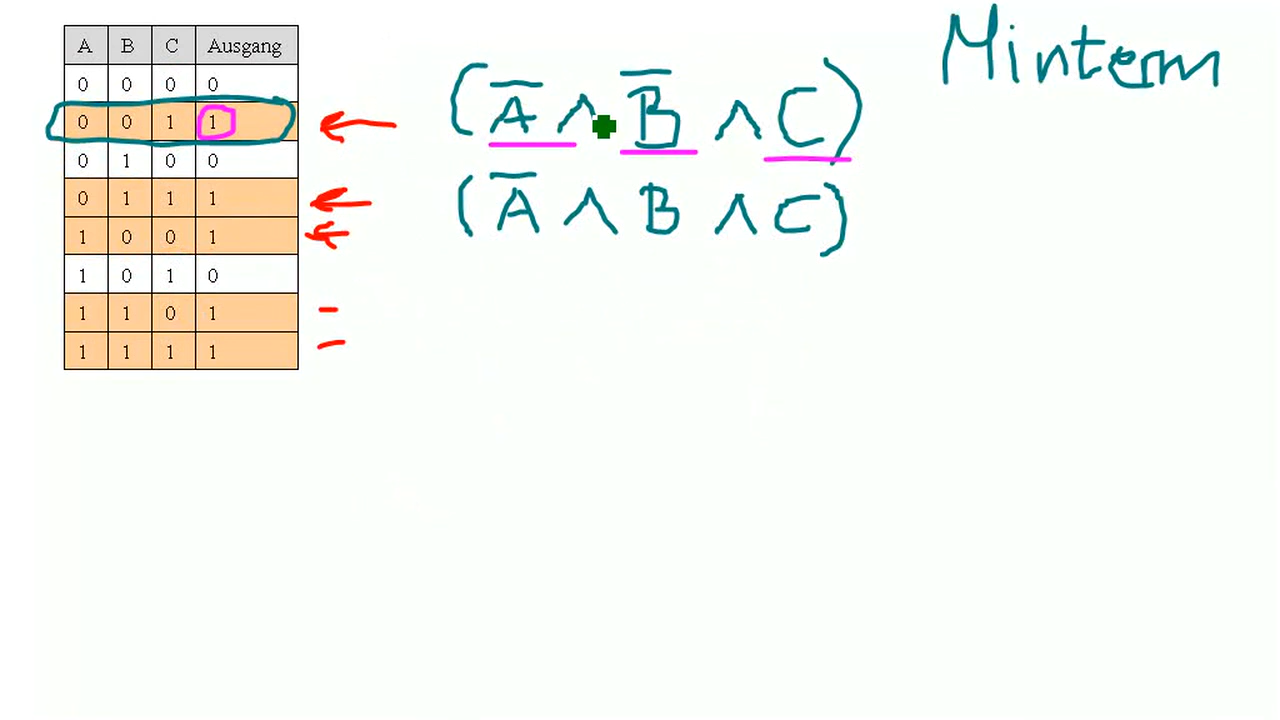 A B C Ausgang
0 0 0 0
0 0 1 1
0 1 0 0
0 1 1 1
1 0 0 1
1 0 1 0
1 1 0 1
1 1 1 1
Minterm
(A̅ ∧ B̅ ∧ C)
(A̅ ∧ B ∧ C)